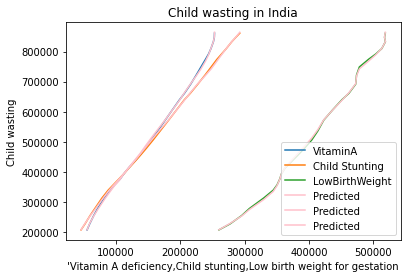 Child wasting in India
Child wasting
800000
700000
600000
500000
400000
300000
200000
VitaminA
Child Stunting
LowBirthWeight
Predicted
Predicted
Predicted
100000 200000 300000 400000 500000
'Vitamin A deficiency,Child stunting,Low birth weight for gestation